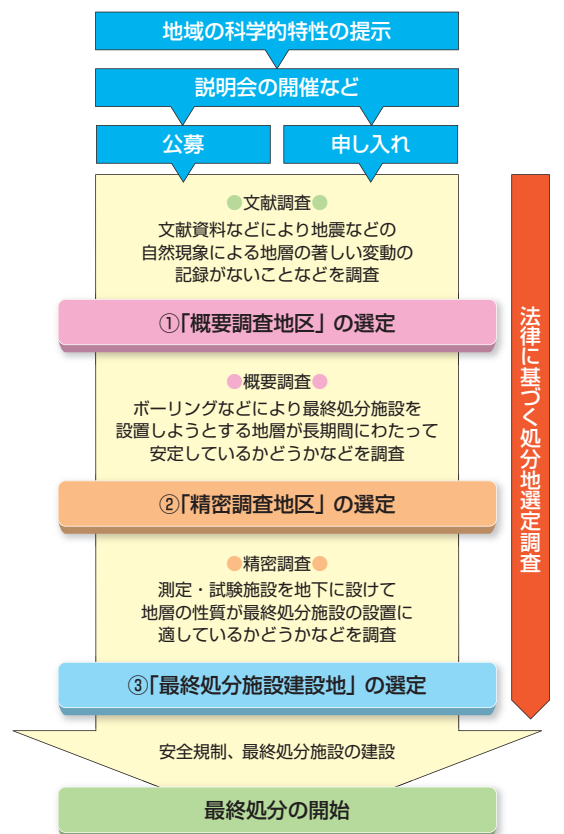 地域の科学的特性の提示
説明会の開催など
公募
申し入れ
●文献調査●
文献資料などにより地震などの
自然現象による地層の著しい変動の
記録がないことなどを調査
①「概要調査地区」の選定
●概要調査●
ボーリングなどにより最終処分施設を
設置しようとする地層が長期間にわたって
安定しているかどうかなどを調査
②「精密調査地区」の選定
●精密調査●
測定・試験施設を地下に設けて
地層の性質が最終処分施設の設置に
適しているかどうかなどを調査
③「最終処分施設建設地」の選定
安全規制、最終処分施設の建設
最終処分の開始
法律に基づく処分地選定調査